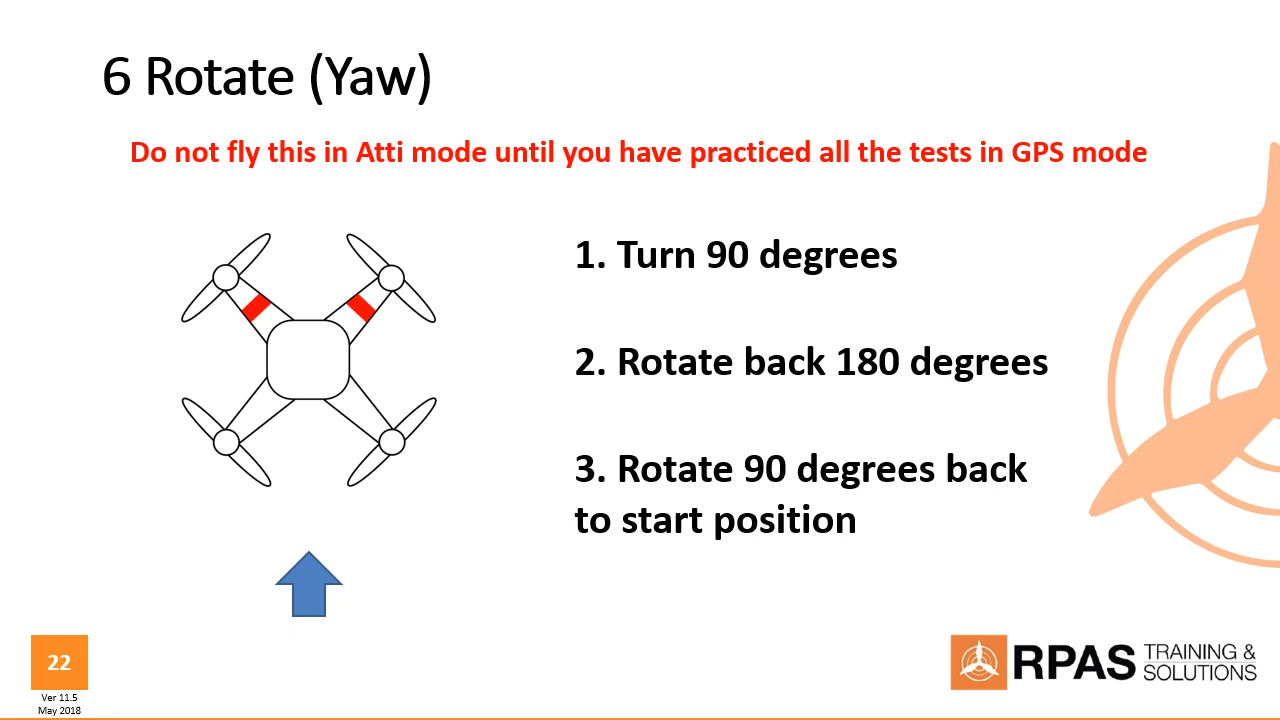 6 Rotate (Yaw)
Do not fly this in Atti mode until you have practiced all the tests in GPS mode
1. Turn 90 degrees
2. Rotate back 180 degrees
3. Rotate 90 degrees back
to start position
22
Ver 11.5
May 2018
RPAS TRAINING &
SOLUTIONS